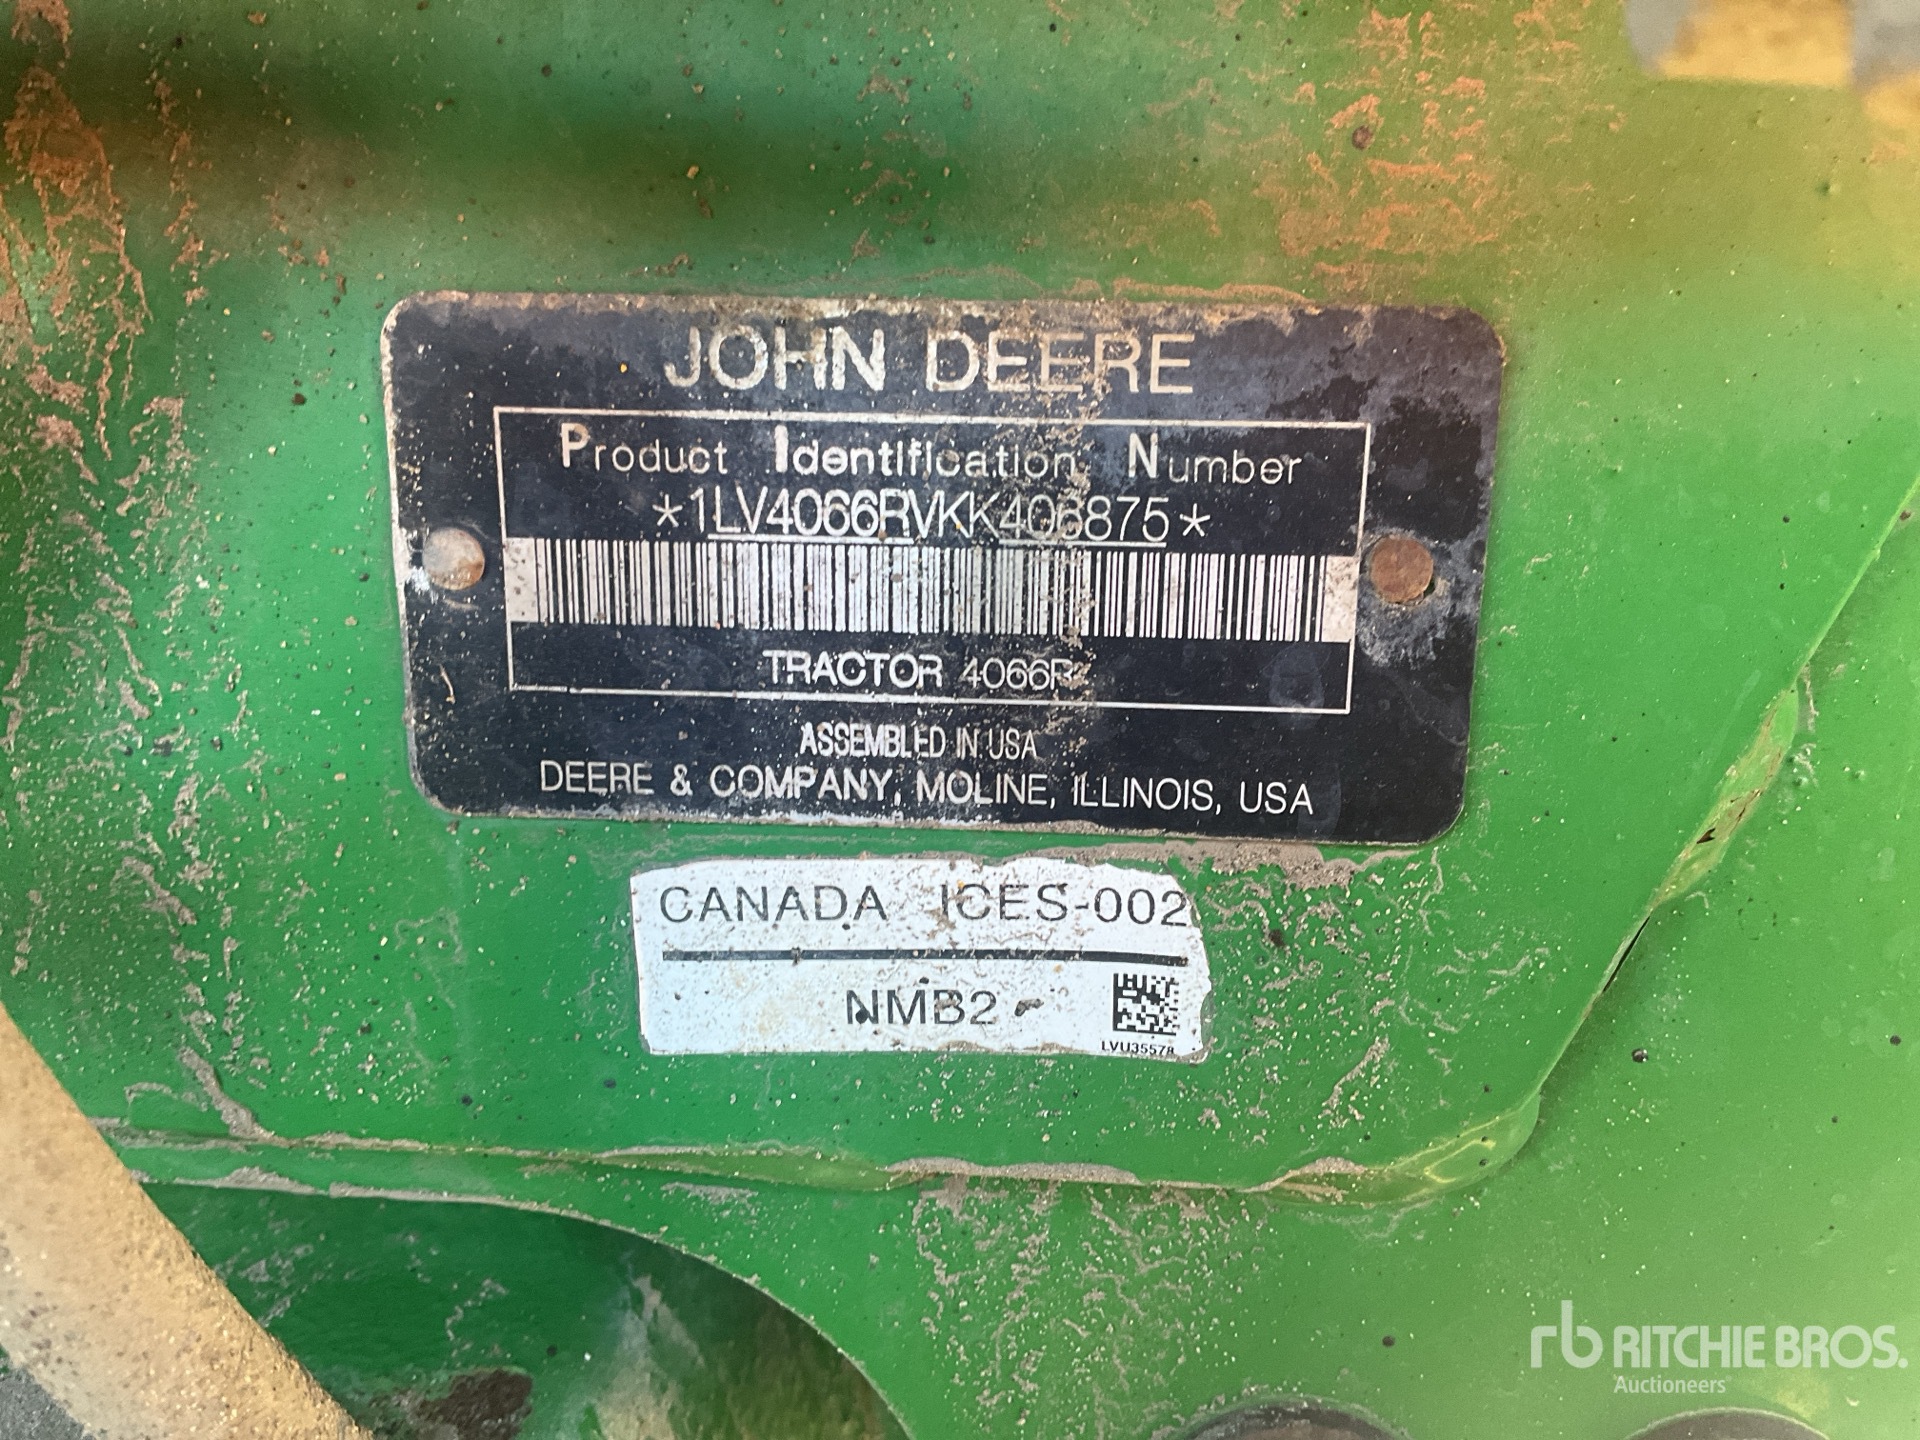 JOHN DEERE
Product Identification Number
*1LV4066RVKK406875*
TRACTOR 4066R
ASSEMBLED IN USA
DEERE & COMPANY, MOLINE, ILLINOIS, USA
CANADA ICES-002
NMB2
LVU35578
rb RITCHIE BROS.
Auctioneers